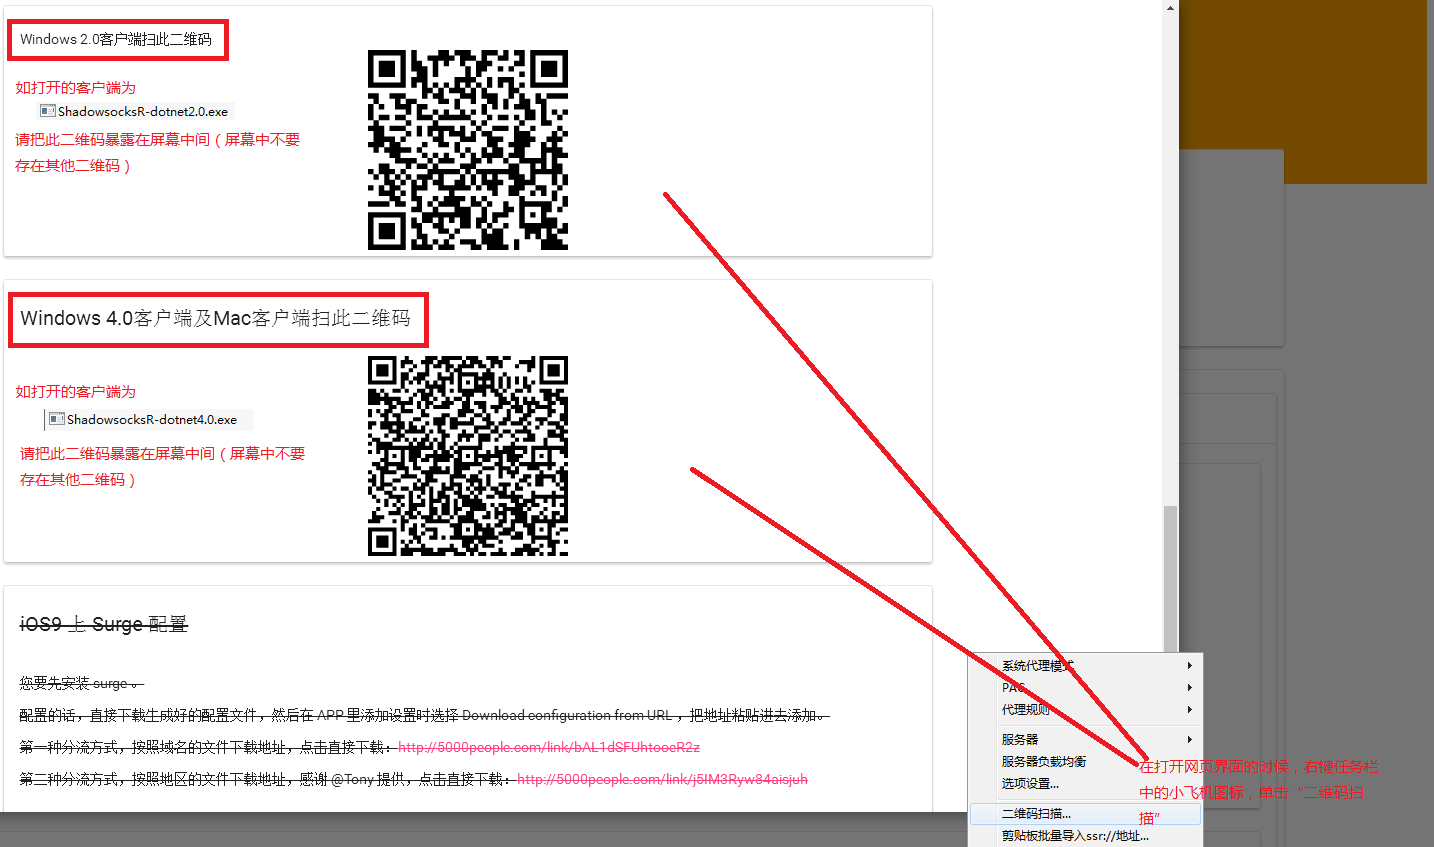 Windows 2.0客户端扫此二维码
如打开的客户端为
ShadowsocksR-dotnet2.0.exe
请把此二维码暴露在屏幕中间（屏幕中不要
存在其他二维码）
Windows 4.0客户端及Mac客户端扫此二维码
如打开的客户端为
ShadowsocksR-dotnet4.0.exe
请把此二维码暴露在屏幕中间（屏幕中不要
存在其他二维码）
iOS9 上 Surge 配置
您要先安装 surge 。
配置的话，直接下载生成好的配置文件，然后在 APP 里添加设置时选择 Download configuration from URL ，把地址粘贴进去添加。
第一种分流方式，按照域名的文件下载地址，点击直接下载：http://5000people.com/link/bAL1dSFUhtooeR2z
第二种分流方式，按照地区的文件下载地址，感谢 @Tony 提供，点击直接下载：http://5000people.com/link/j5IM3Ryw84aisjuh
系统代理模式
PAC
代理规则
服务器
服务器负载均衡
选项设置...
二维码扫描...
剪贴板批量导入ssr://地址...
在打开网页界面的时候，右键任务栏
中的小飞机图标，单击“二维码扫
描”